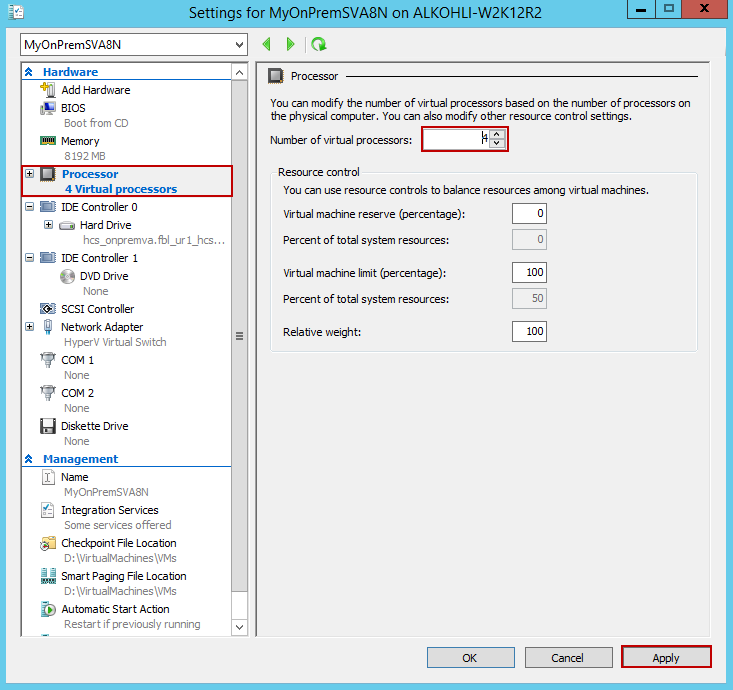 Settings for MyOnPremSVA8N on ALKOHLI-W2K12R2
MyOnPremSVA8N
Hardware
Add Hardware
BIOS
Boot from CD
Memory
8192 MB
Processor
4 Virtual processors
IDE Controller 0
Hard Drive
hcs_onpremva.fbl_ur1_hcs...
IDE Controller 1
DVD Drive
None
SCSI Controller
Network Adapter
HyperV Virtual Switch
COM 1
None
COM 2
None
Diskette Drive
None
Management
Name
MyOnPremSVA8N
Integration Services
Some services offered
Checkpoint File Location
D:\VirtualMachines\VMs
Smart Paging File Location
D:\VirtualMachines\VMs
Automatic Start Action
Restart if previously running
Processor
You can modify the number of virtual processors based on the number of processors on
the physical computer. You can also modify other resource control settings.
Number of virtual processors: 4
Resource control
You can use resource controls to balance resources among virtual machines.
Virtual machine reserve (percentage): 0
Percent of total system resources: 0
Virtual machine limit (percentage): 100
Percent of total system resources: 50
Relative weight: 100
OK Cancel Apply